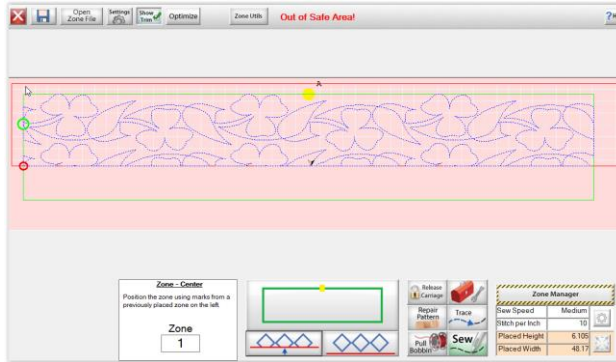 Open
Zone File
Settings
Show
Trim
Optimize
Zone Utils
Out of Safe Area!
?
A
Zone - Center
Position the zone using marks from a
previously placed zone on the left
Zone
1
Release
Carriage
Repair
Pattern
Trace
Pull
Bobbin
Sew
Zone Manager
Sew Speed Medium
Stitch per Inch 10
Placed Height 6.105
Placed Width 48.17